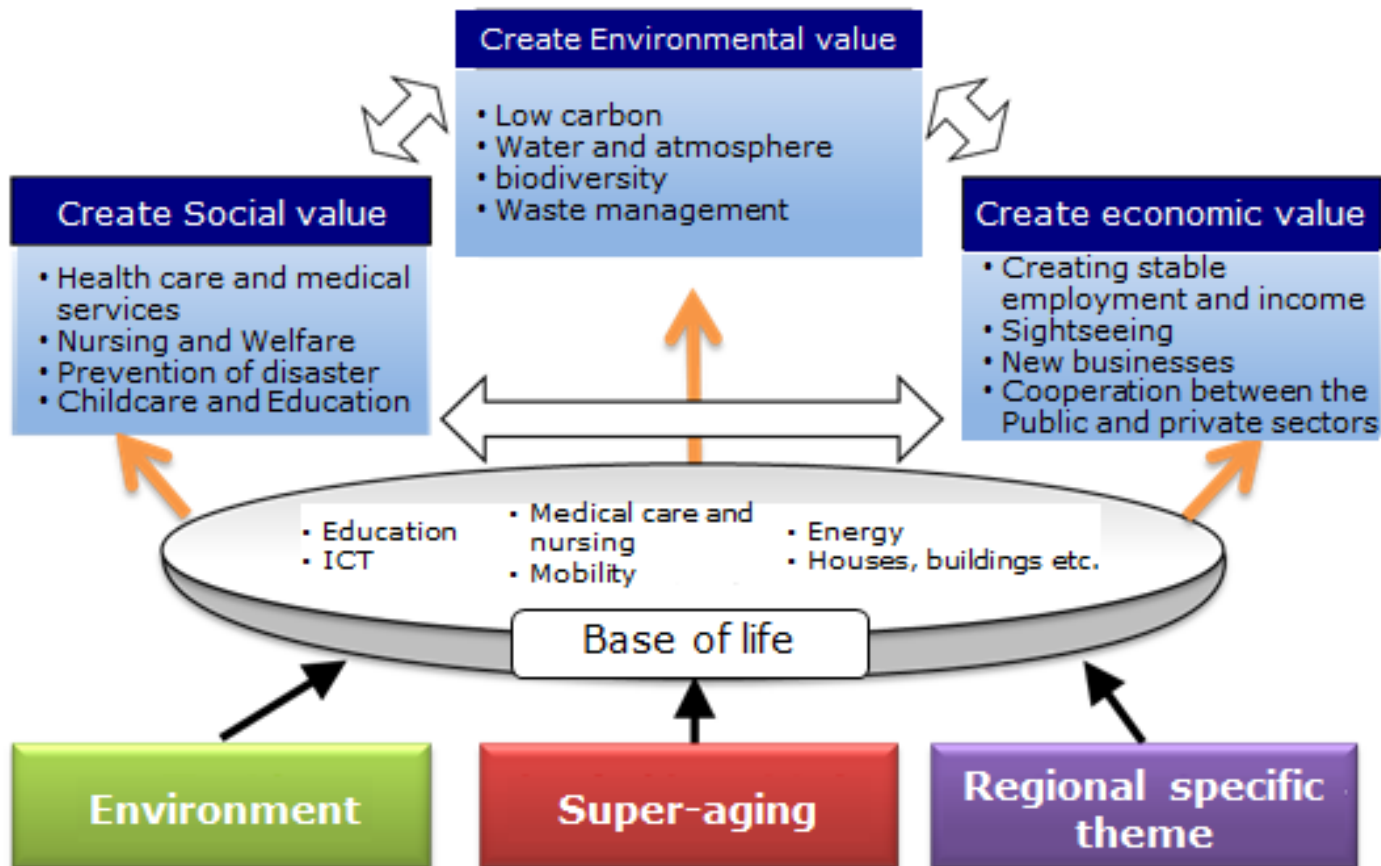 Create Environmental value
• Low carbon
• Water and atmosphere
• biodiversity
• Waste management
Create Social value
• Health care and medical
services
• Nursing and Welfare
• Prevention of disaster
• Childcare and Education
Create economic value
• Creating stable
employment and income
• Sightseeing
• New businesses
• Cooperation between the
Public and private sectors
• Education
• ICT
• Medical care and
nursing
• Mobility
• Energy
• Houses, buildings etc.
Base of life
Environment
Super-aging
Regional specific
theme